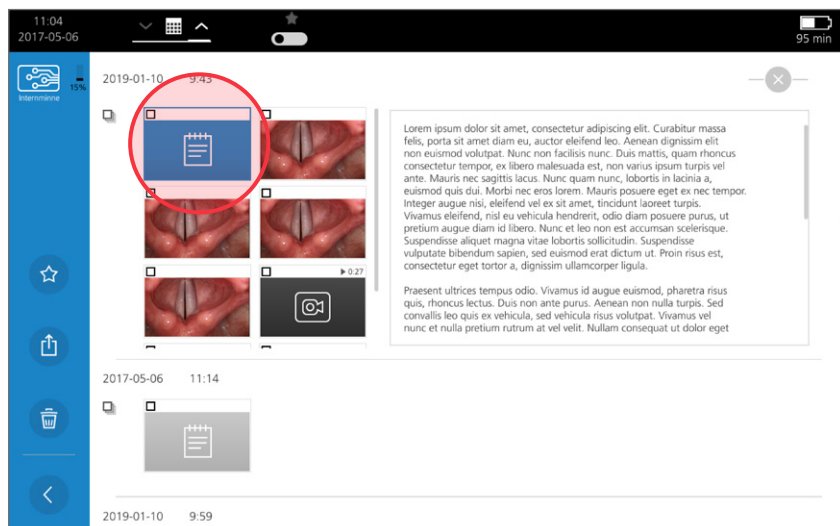 11:04
2017-05-06
95 min
Internminne
15%
2019-01-10 9:43
0:27
Lorem ipsum dolor sit amet, consectetur adipiscing elit. Curabitur massa
felis, porta sit amet diam eu, auctor eleifend leo. Aenean dignissim elit
non euismod volutpat. Nunc non facilisis nunc. Duis mattis, quam rhoncus
consectetur tempor, ex libero malesuada est, non varius ipsum turpis vel
ante. Mauris nec sagittis lacus. Nunc quam nunc, lobortis in lacinia a,
euismod quis dui. Morbi nec eros lorem. Mauris posuere eget ex nec tempor.
Integer augue nisi, eleifend vel ex sit amet, tincidunt laoreet turpis.
Vivamus eleifend, nisl eu vehicula hendrerit, odio diam posuere purus, ut
pretium augue diam id libero. Nunc et leo non est accumsan scelerisque.
Suspendisse aliquet magna vitae lobortis sollicitudin. Suspendisse
vulputate bibendum sapien, sed euismod erat dictum ut. Proin risus est,
consectetur eget tortor a, dignissim ullamcorper ligula.
Praesent ultrices tempus odio. Vivamus id augue euismod, pharetra risus
quis, rhoncus lectus. Duis non ante purus. Aenean non nulla turpis. Sed
convallis leo quis ex vehicula, sed vehicula risus volutpat. Vivamus vel
nunc et nulla pretium rutrum at vel velit. Nullam consequat ut dolor eget
2017-05-06 11:14
2019-01-10 9:59